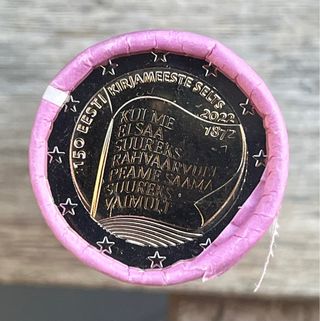 150 EESTI KIRJAMEESTE SELTS
2022
1872
KUI ME
EI SAA
SUUREKS
RAHVAARVULT
PEAME SAAMA
SUUREKS
VAIMULT